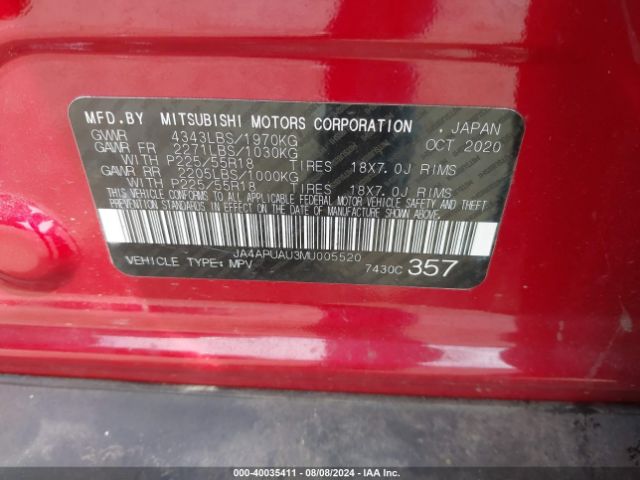 MFD.BY MITSUBISHI MOTORS CORPORATION , JAPAN
GVWR 4343LBS/1970KG OCT 2020
GAWR FR 2271LBS/1030KG
WITH P225/55R18 TIRES 18X7.0J RIMS
GAWR RR 2205LBS/1000KG
WITH P225/55R18 TIRES 18X7.0J RIMS
THIS VEHICLE CONFORMS TO ALL APPLICABLE FEDERAL MOTOR VEHICLE SAFETY AND THEFT
PREVENTION STANDARDS IN EFFECT ON THE DATE OF MANUFACTURE SHOWN ABOVE.
JA4APUAU3MU005520
VEHICLE TYPE:MPV 7430C 357
000-40035411 - 08/08/2024 - IAAI.com